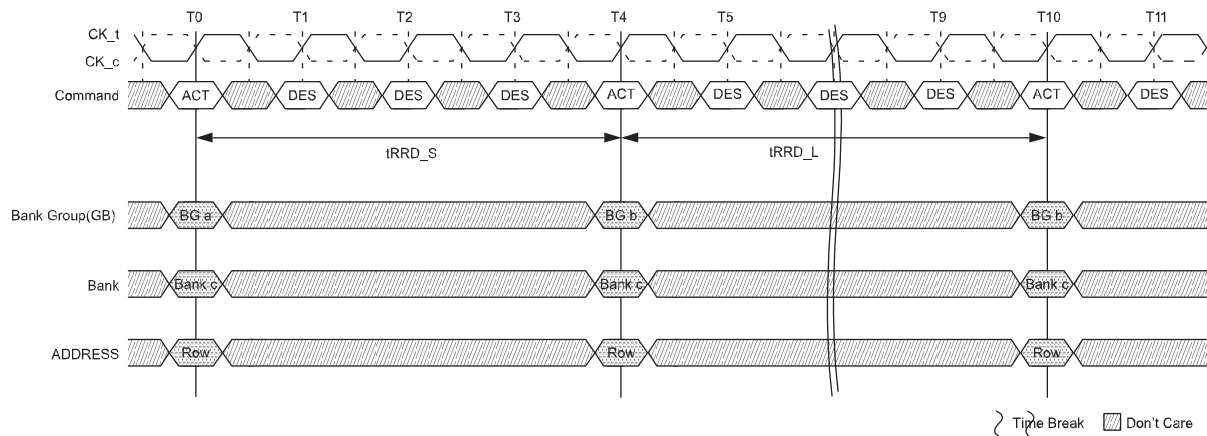 T0 T1 T2 T3 T4 T5 T9 T10 T11
CK_t
CK_c
Command ACT DES DES DES ACT DES DES DES ACT DES
tRRD_S tRRD_L
Bank Group(GB) BG a BG b BG b
Bank Bank c Bank c Bank c
ADDRESS Row Row Row
Time Break Don't Care